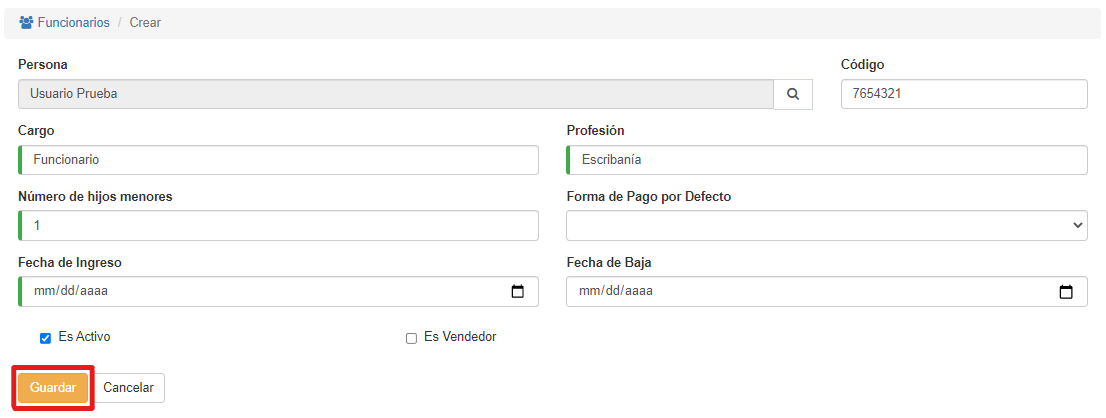 Funcionarios / Crear
Persona Código
Usuario Prueba 7654321
Cargo Profesión
Funcionario Escribanía
Número de hijos menores Forma de Pago por Defecto
1
Fecha de Ingreso Fecha de Baja
mm/dd/aaaa mm/dd/aaaa
Es Activo Es Vendedor
Guardar Cancelar